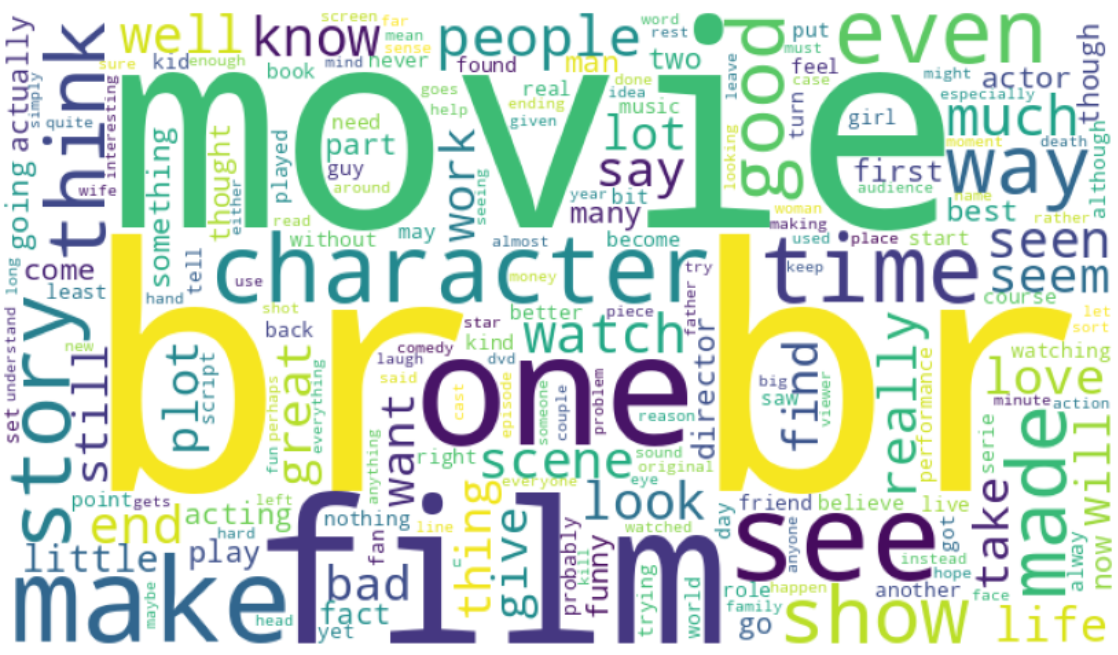 actually
simply
quite
going
think
interesting
sure
kid
wife
well
enough
know
screen
far
mean
sense
mind
never
book
people
found
word
rest
man
two
put
must
feel
case
leave
good
turn
even
might
actor
especially
though
movie
goes
help
real
done
idea
ending
given
music
lot
girl
much
moment
death
although
something
thought
either
played
need
part
guy
around
work
seeing
say
year
bit
many
looking
woman
making
first
audience
way
name
best
rather
long
come
least
tell
hand
read
without
use
may
character
almost
money
become
try
father
used
keep
time
place
start
seen
seem
course
set
understand
new
story
still
br br
plot
script
shot
back
great
fun
perhaps
everything
laugh
comedy
star
kind
better
dvd
piece
watch
said
want
anything
one
cast
episode
someone
couple
problem
reason
director
big
saw
find
viewer
really
performance
let
sort
watching
love
minute
action
serie
made
will
now
alway
point
gets
left
end
acting
hard
right
scene
sound
original
eye
everyone
nothing
line
fan
thing
give
look
probably
funny
kill
watched
trying
world
day
friend
believe
live
see
anyone
got
take
instead
hope
little
play
make
film
bad
fact
yet
head
maybe
c
role
family
go
happen
another
face
show
life